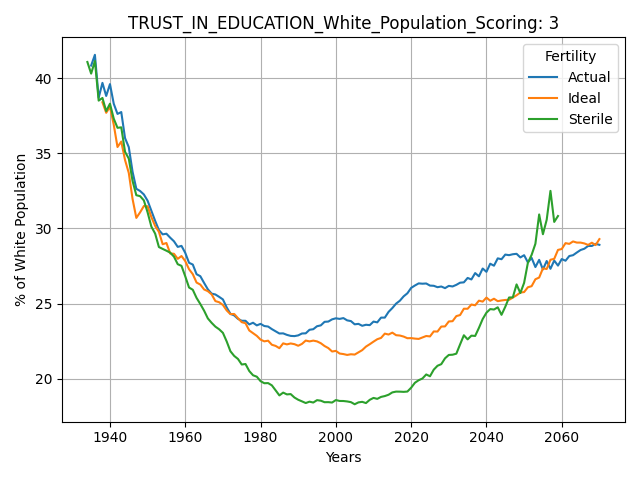 TRUST_IN_EDUCATION_White_Population_Scoring: 3
Fertility
Actual
Ideal
Sterile
% of White Population
40
35
30
25
20
1940 1960 1980 2000 2020 2040 2060
Years